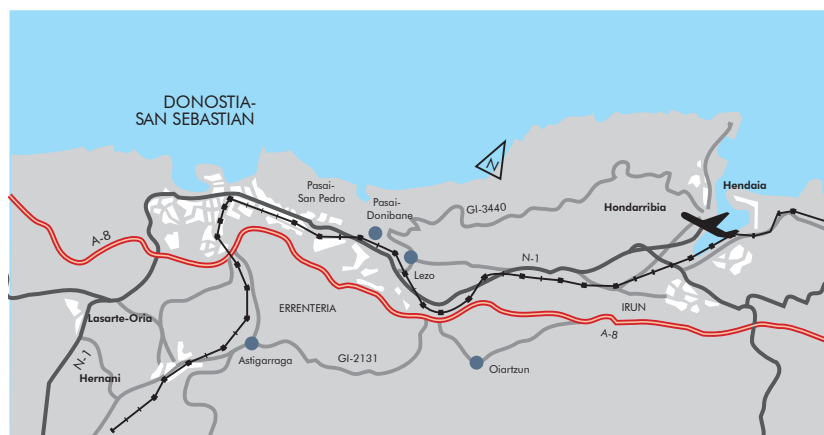 DONOSTIA-
SAN SEBASTIAN
Pasai-
San Pedro
Pasai-
Donibane
N
GI-3440
Hondarribia
Hendaia
A-8
Lezo
N-1
ERRENTERIA
IRUN
Lasarte-Oria
A-8
N-1
Astigarraga
GI-2131
Oiartzun
Hernani